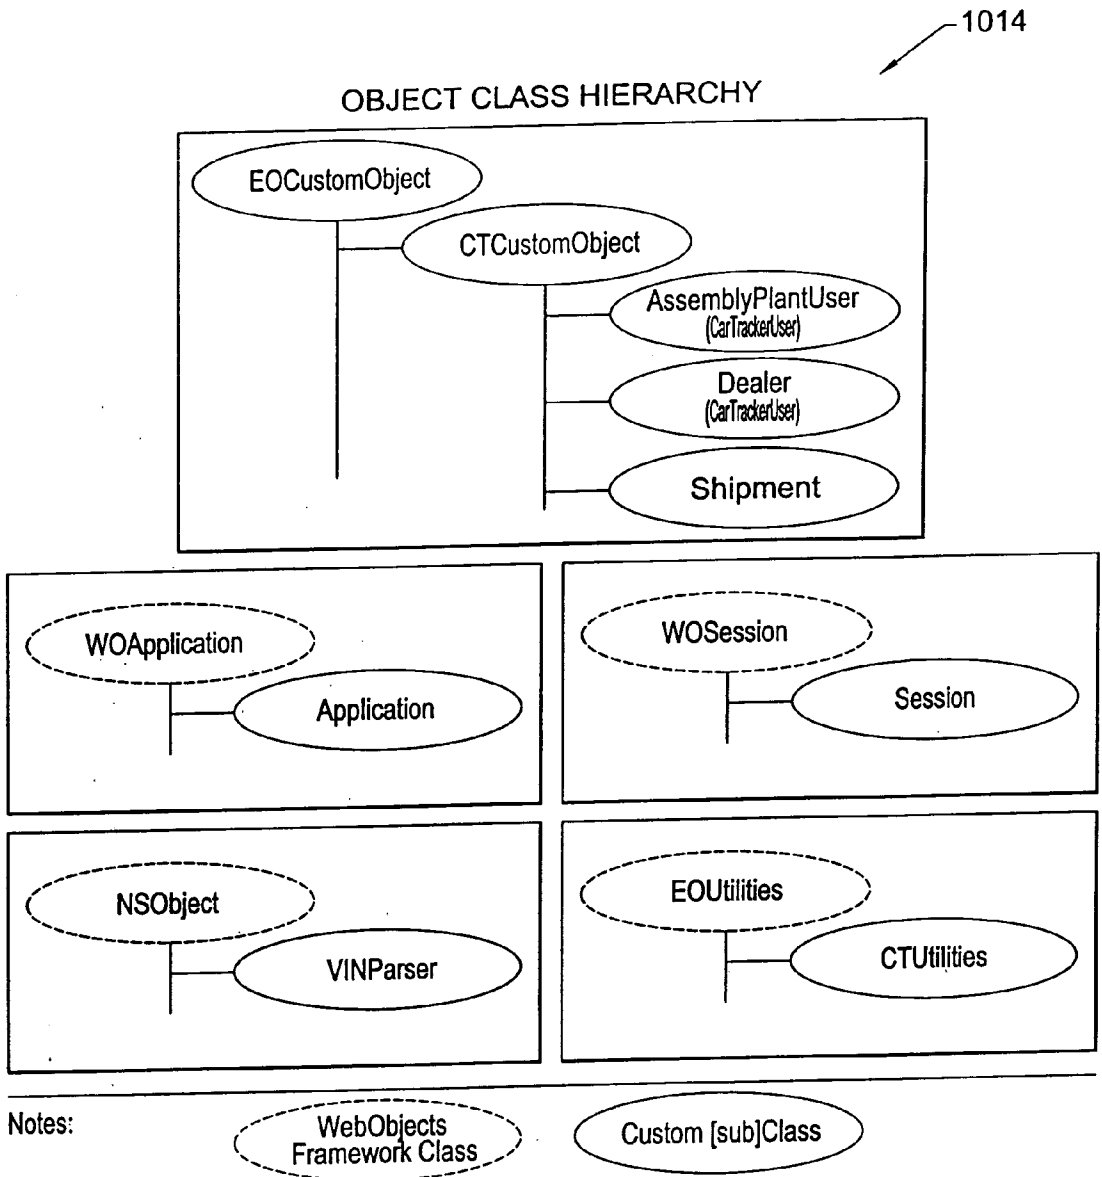 1014
OBJECT CLASS HIERARCHY
EOCustomObject
CTCustomObject
AssemblyPlantUser
(CarTrackerUser)
Dealer
(CarTrackerUser)
Shipment
WOApplication
Application
WOSession
Session
NSObject
VINParser
EOUtilities
CTUtilities
Notes:
WebObjects
Framework Class
Custom [sub]Class